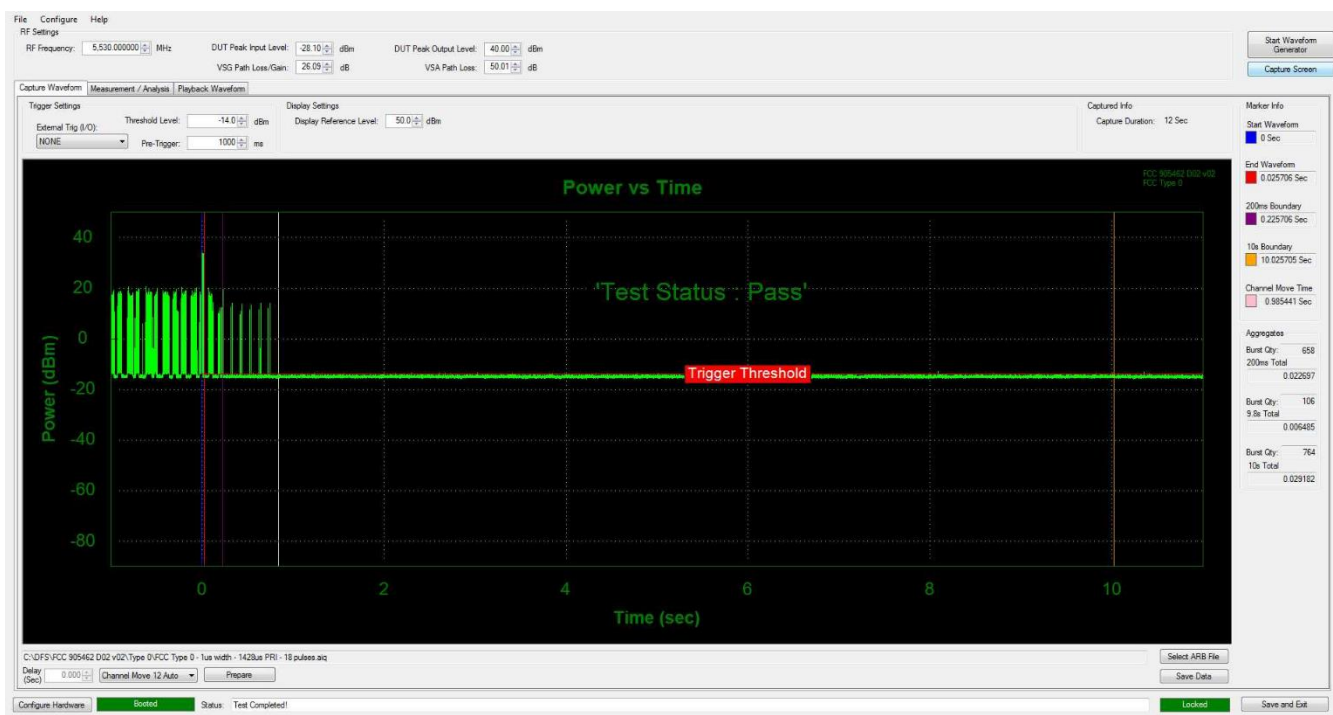 File Configure Help
RF Settings
RF Frequency: 5,530.000000 MHz DUT Peak Input Level: -28.10 dBm DUT Peak Output Level: 40.00 dBm
VSG Path Loss/Gain: 26.09 dB VSA Path Loss: 50.01 dB
Start Waveform
Generator
Capture Screen
Capture Waveform Measurement / Analysis Playback Waveform
Trigger Settings
External Trig (I/O):
NONE
Threshold Level: -14.0 dBm
Pre-Trigger: 1000 ms
Display Settings
Display Reference Level: 50.0 dBm
Captured Info
Capture Duration: 12 Sec
Power vs Time
FCC 905462 D02 v02
FCC Type 0
'Test Status : Pass'
Trigger Threshold
Power (dBm)
40
20
0
-20
-40
-60
-80
0 2 4 6 8 10
Time (sec)
Marker Info
Start Waveform
0 Sec
End Waveform
0.025706 Sec
200ms Boundary
0.225706 Sec
10s Boundary
10.025705 Sec
Channel Move Time
0.985441 Sec
Aggregates
Burst Qty: 658
200ms Total
0.022697
Burst Qty: 106
9.8s Total
0.006485
Burst Qty: 764
10s Total
0.029182
C:\DFS\FCC 905462 D02 v02\Type 0\FCC Type 0 - 1us width - 1428us PRI - 18 pulses.aiq
Select ARB File
Delay
(Sec) 0.000 Channel Move 12 Auto Prepare
Save Data
Configure Hardware Booted Status: Test Completed! Locked Save and Exit